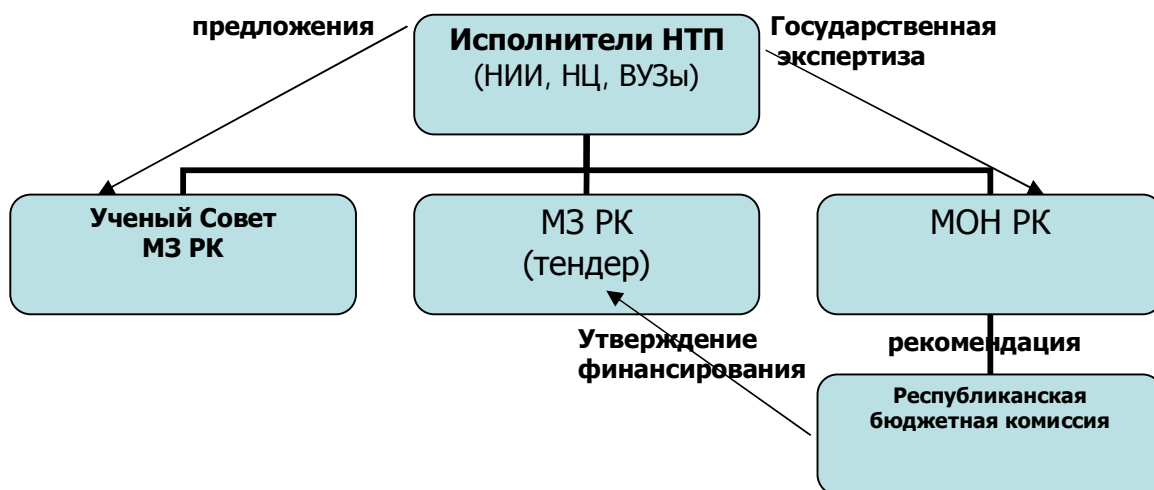 предложения
Исполнители НТП
(НИИ, НЦ, ВУЗы)
Государственная
экспертиза
Ученый Совет
МЗ РК
МЗ РК
(тендер)
МОН РК
Утверждение
финансирования
рекомендация
Республиканская
бюджетная комиссия